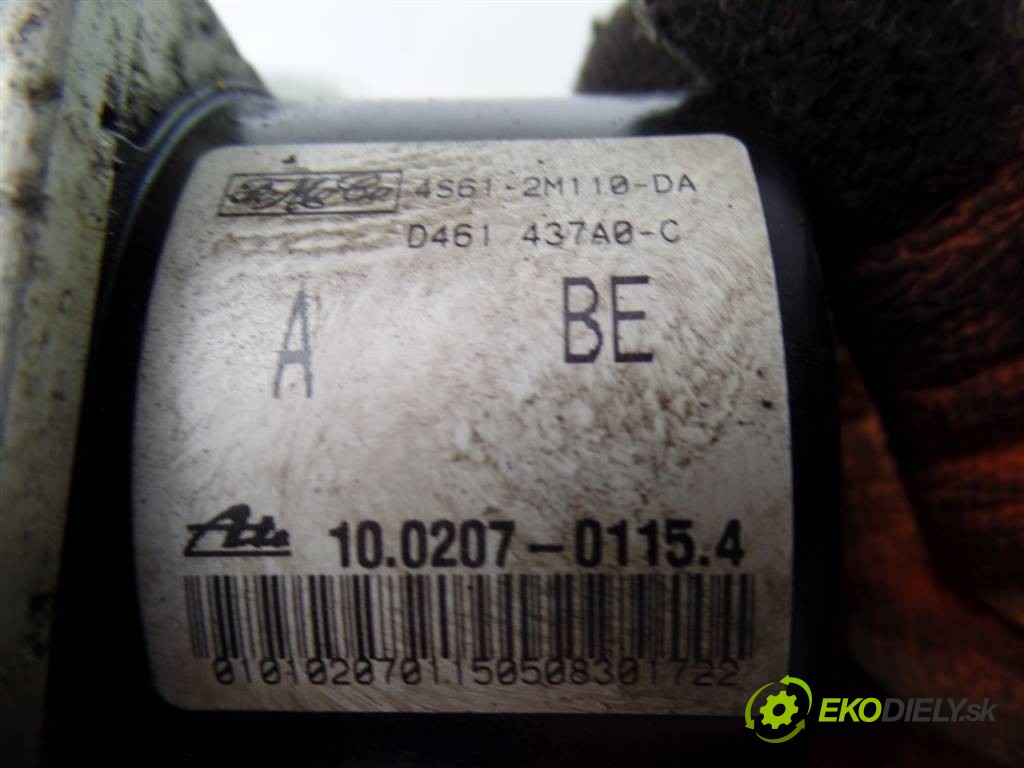 FoMoCo 4S61-2M110-DA
D461 437A0-C
A BE
Ate 10.0207-0115.4
0101020701150508301722
EKODIELY.sk